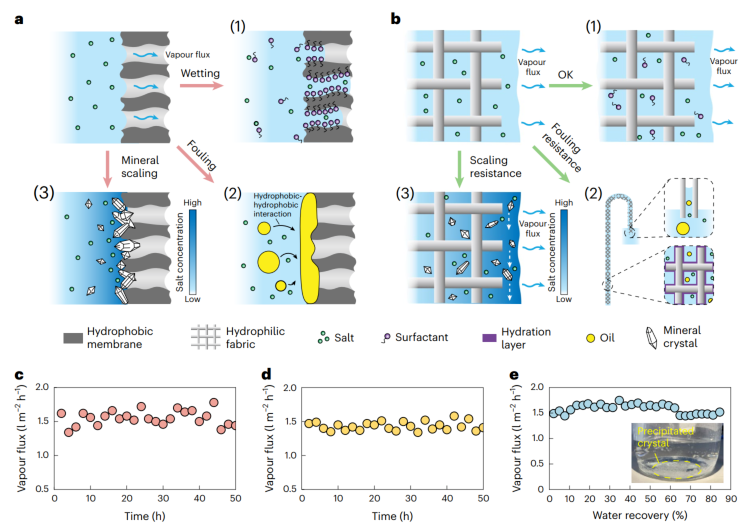 a
Vapour flux
Wetting
(1)
Mineral
scaling
Fouling
(3)
High
Salt concentration
Low
(2)
Hydrophobic-
hydrophobic
interaction
b
Vapour
flux
OK
(1)
Vapour
flux
Scaling
resistance
Fouling
resistance
(3)
Vapour
flux
High
Salt concentration
Low
(2)
Hydrophobic
membrane
Hydrophilic
fabric
Salt
Surfactant
Hydration
layer
Oil
Mineral
crystal
c
Vapour flux (l m⁻² h⁻¹)
2.0
1.5
1.0
0.5
0
10
20
30
40
50
Time (h)
d
Vapour flux (l m⁻² h⁻¹)
2.0
1.5
1.0
0.5
0
10
20
30
40
50
Time (h)
e
Vapour flux (l m⁻² h⁻¹)
2.0
1.5
1.0
0.5
0
Precipitated
crystal
0
10
20
30
40
50
60
70
80
90
Water recovery (%)